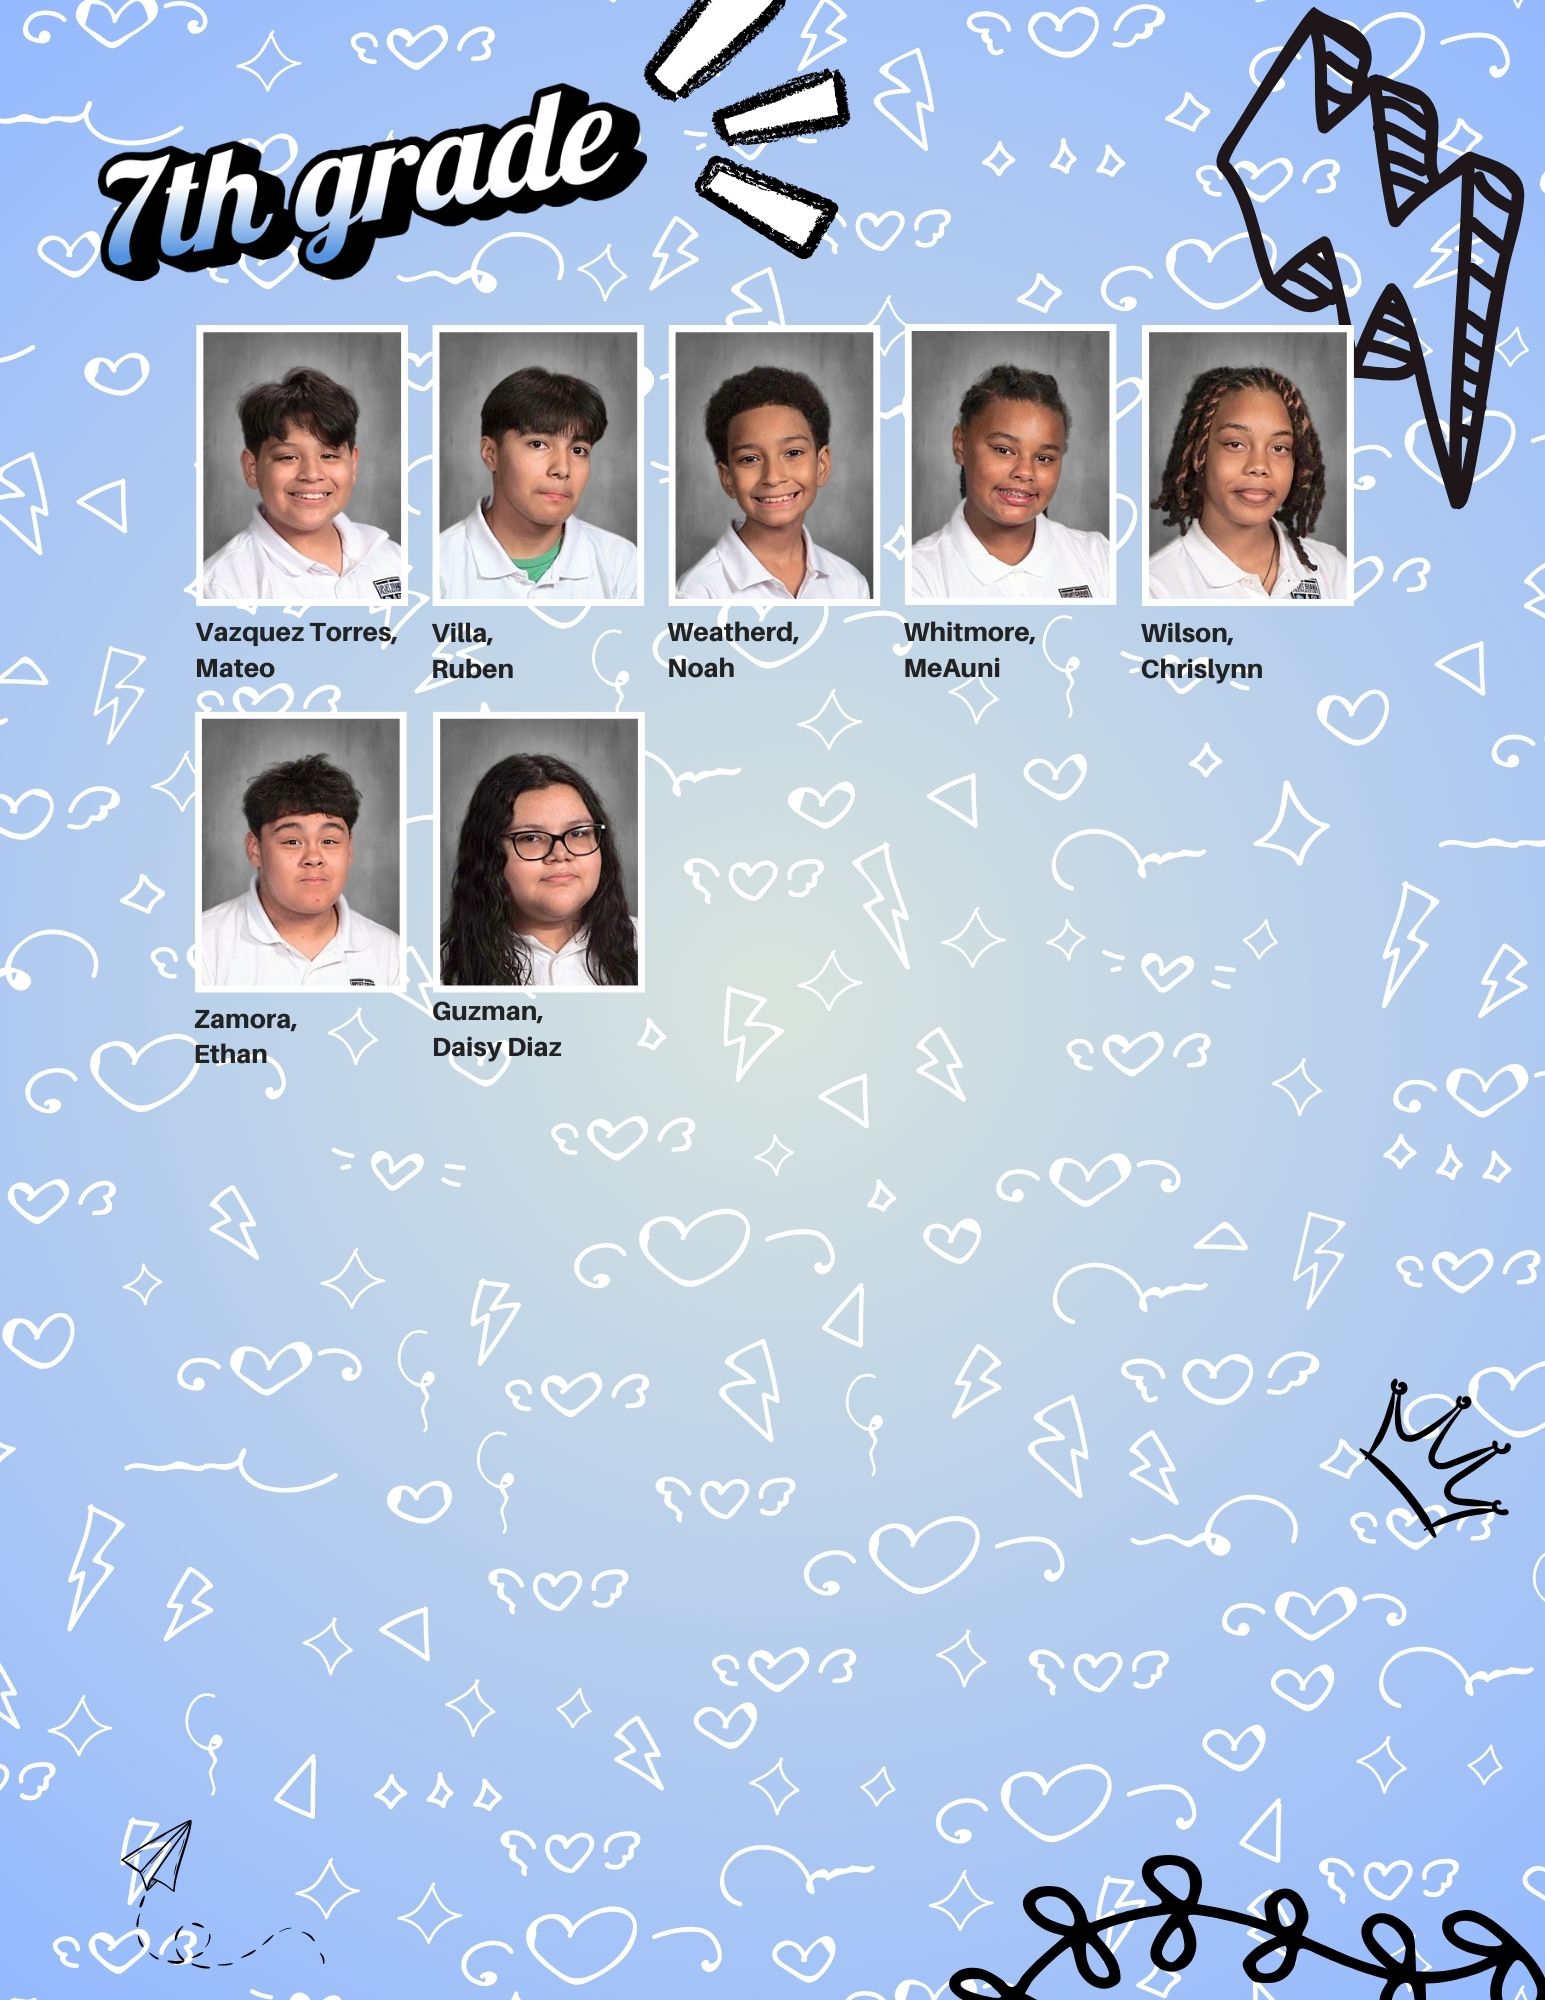 7th grade
Vazquez Torres,
Mateo
Villa,
Ruben
Weatherd,
Noah
Whitmore,
MeAuni
Wilson,
Chrislynn
Zamora,
Ethan
Guzman,
Daisy Diaz